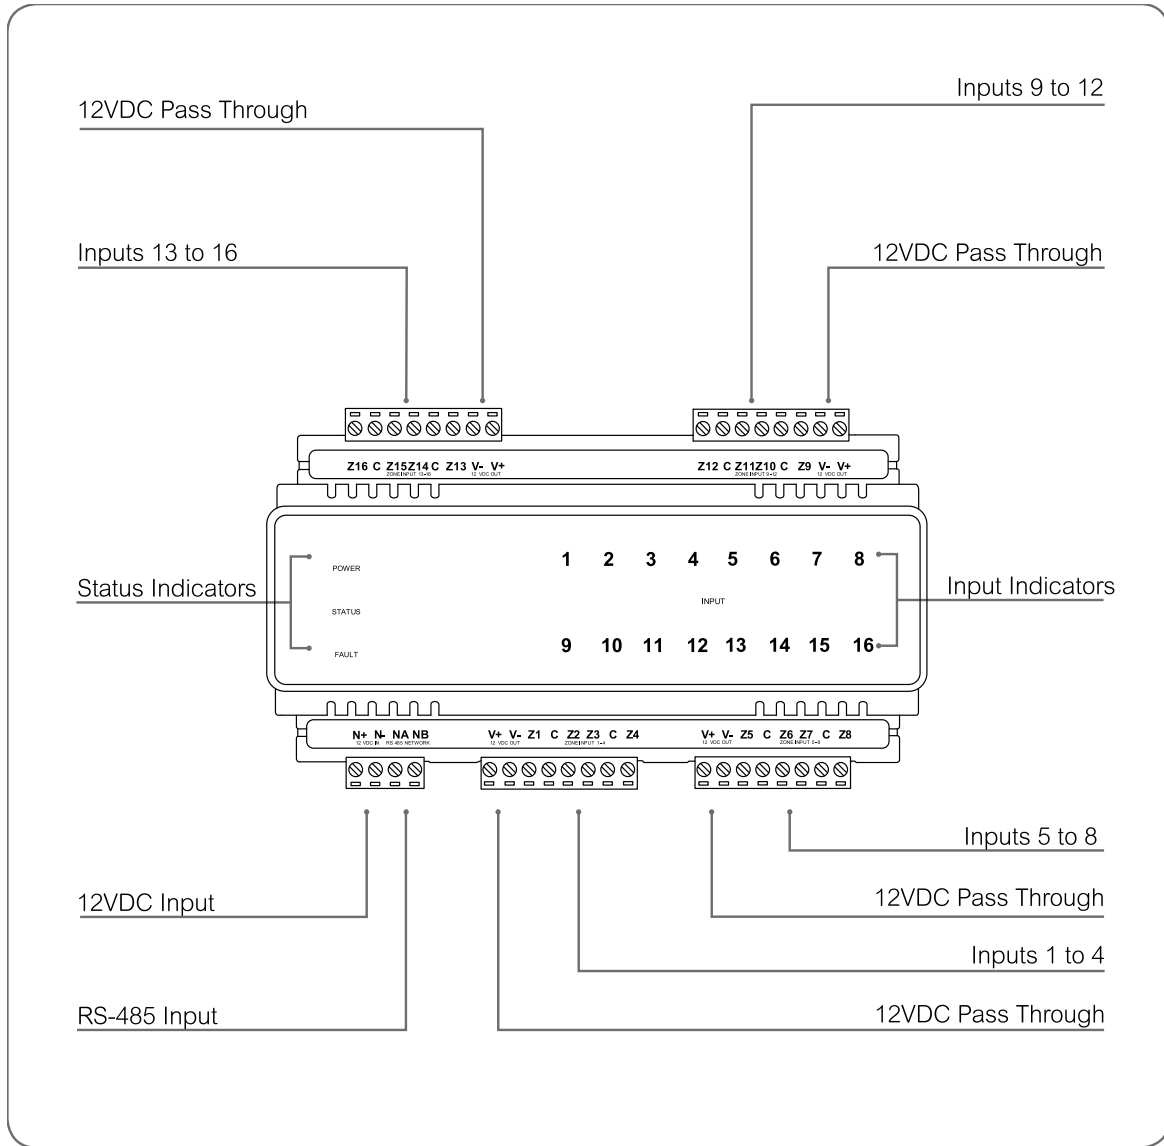 Inputs 9 to 12
12VDC Pass Through
Inputs 13 to 16
12VDC Pass Through
Z16 C Z15 Z14 C Z13 V- V+
ZONE INPUT 13-16 12 VDC OUT
Z12 C Z11 Z10 C Z9 V- V+
ZONE INPUT 9-12 12 VDC OUT
1 2 3 4 5 6 7 8
POWER
Status Indicators
Input Indicators
INPUT
STATUS
9 10 11 12 13 14 15 16
FAULT
N+ N- NA NB
12 VDC IN RS 485 NETWORK
V+ V- Z1 C Z2 Z3 C Z4
12 VDC OUT ZONE INPUT 1-4
V+ V- Z5 C Z6 Z7 C Z8
12 VDC OUT ZONE INPUT 5-8
Inputs 5 to 8
12VDC Input
12VDC Pass Through
Inputs 1 to 4
RS-485 Input
12VDC Pass Through